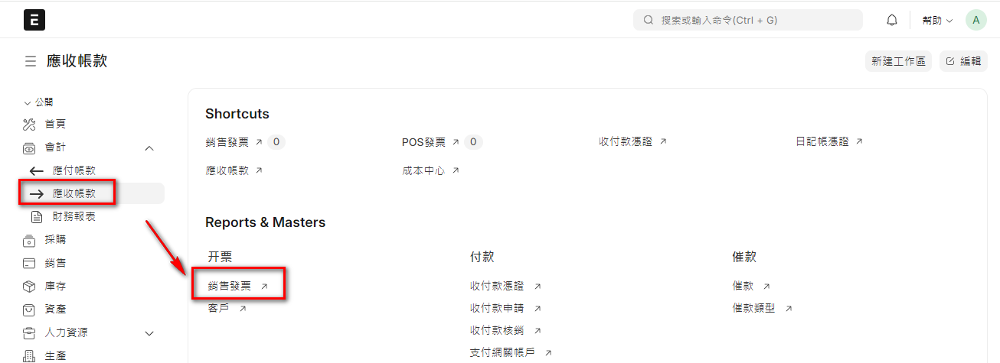 E
搜索或輸入命令(Ctrl + G)
幫助
A
應收帳款
新建工作區
編輯
公開
首頁
會計
應付帳款
應收帳款
財務報表
採購
銷售
庫存
資產
人力資源
生產
Shortcuts
銷售發票 0
POS發票 0
收付款憑證
日記帳憑證
應收帳款
成本中心
Reports & Masters
开票
銷售發票
客戶
付款
收付款憑證
收付款申請
收付款核銷
支付網關帳戶
催款
催款
催款類型